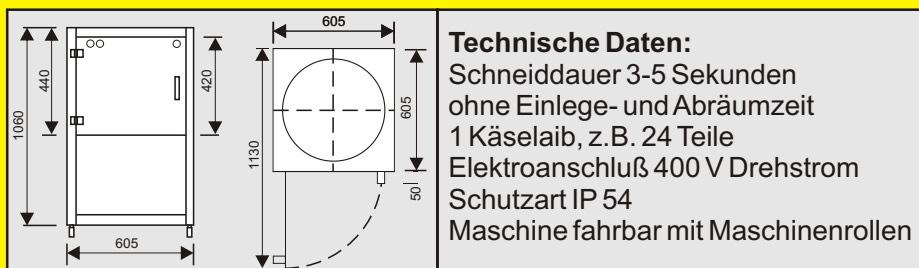 1060
440
420
605
605
1130
605
50
Technische Daten:
Schneiddauer 3-5 Sekunden
ohne Einlege- und Abräumzeit
1 Käselaib, z.B. 24 Teile
Elektroanschluß 400 V Drehstrom
Schutzart IP 54
Maschine fahrbar mit Maschinenrollen